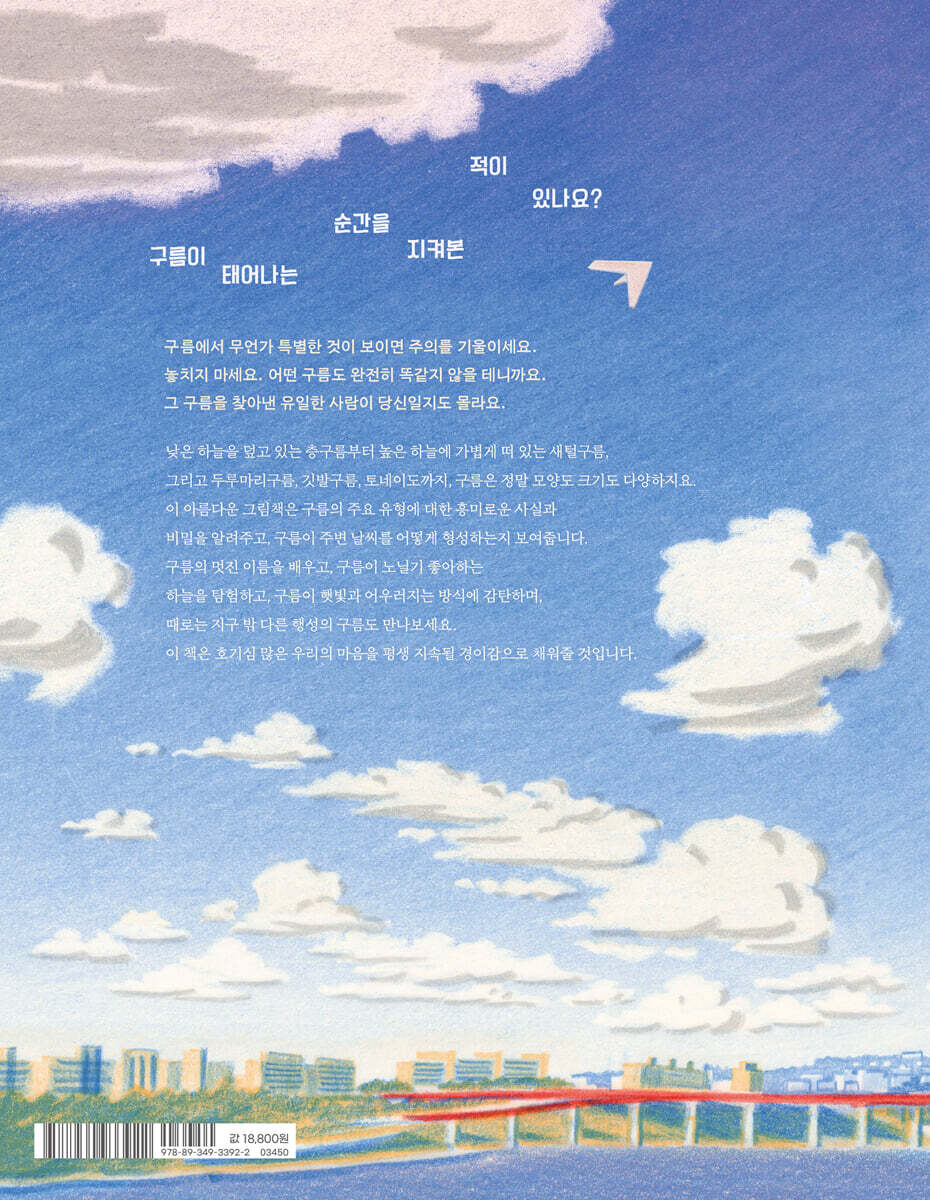 구름이
태어나는
순간을
지켜본
적이
있나요?
구름에서 무언가 특별한 것이 보이면 주의를 기울이세요.
놓치지 마세요. 어떤 구름도 완전히 똑같지 않을 테니까요.
그 구름을 찾아낸 유일한 사람이 당신일지도 몰라요.
낮은 하늘을 덮고 있는 층구름부터 높은 하늘에 가볍게 떠 있는 새털구름,
그리고 두루마리구름, 깃발구름, 토네이도까지, 구름은 정말 모양도 크기도 다양하지요.
이 아름다운 그림책은 구름의 주요 유형에 대한 흥미로운 사실과
비밀을 알려주고, 구름이 주변 날씨를 어떻게 형성하는지 보여줍니다.
구름의 멋진 이름을 배우고, 구름이 노닐기 좋아하는
하늘을 탐험하고, 구름이 햇빛과 어우러지는 방식에 감탄하며,
때로는 지구 밖 다른 행성의 구름도 만나보세요.
이 책은 호기심 많은 우리의 마음을 평생 지속될 경이감으로 채워줄 것입니다.
값 18,800원
978-89-349-3392-2 03450